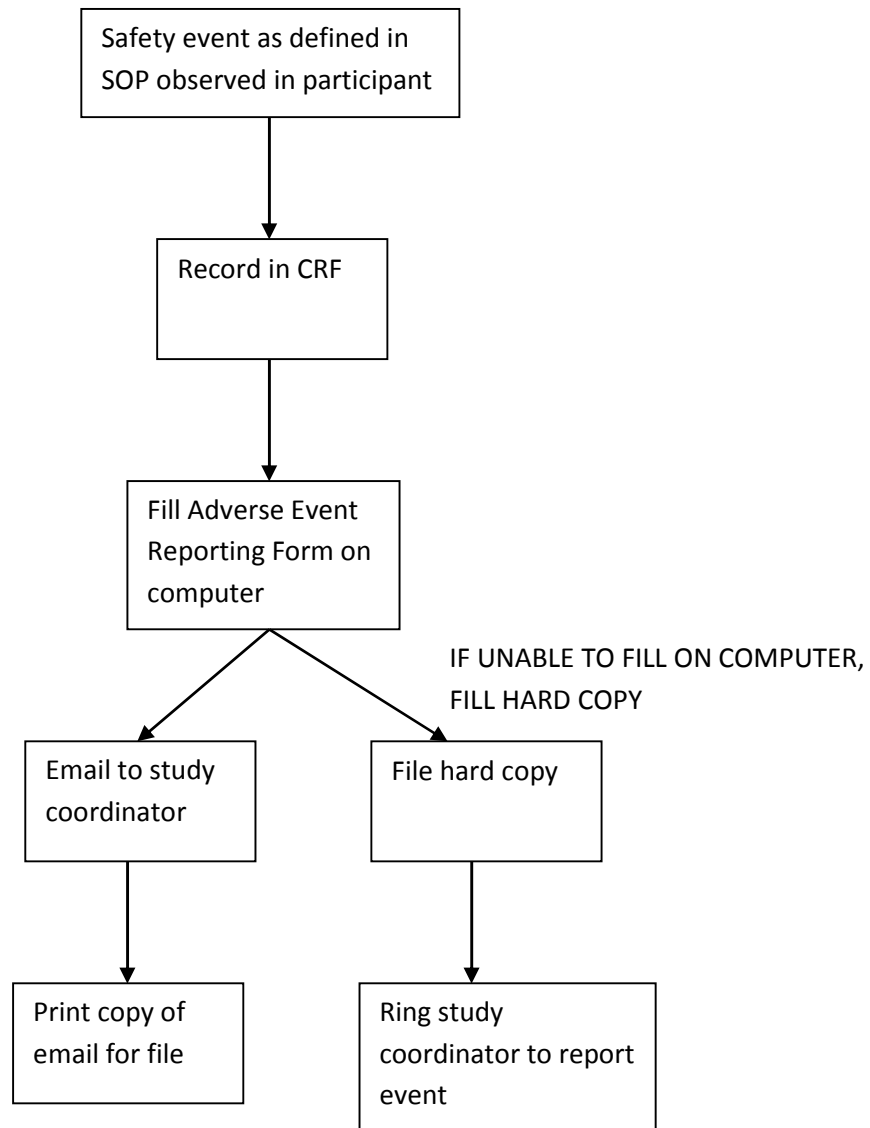 Safety event as defined in
SOP observed in participant
Record in CRF
Fill Adverse Event
Reporting Form on
computer
IF UNABLE TO FILL ON COMPUTER,
FILL HARD COPY
Email to study
coordinator
File hard copy
Print copy of
email for file
Ring study
coordinator to report
event